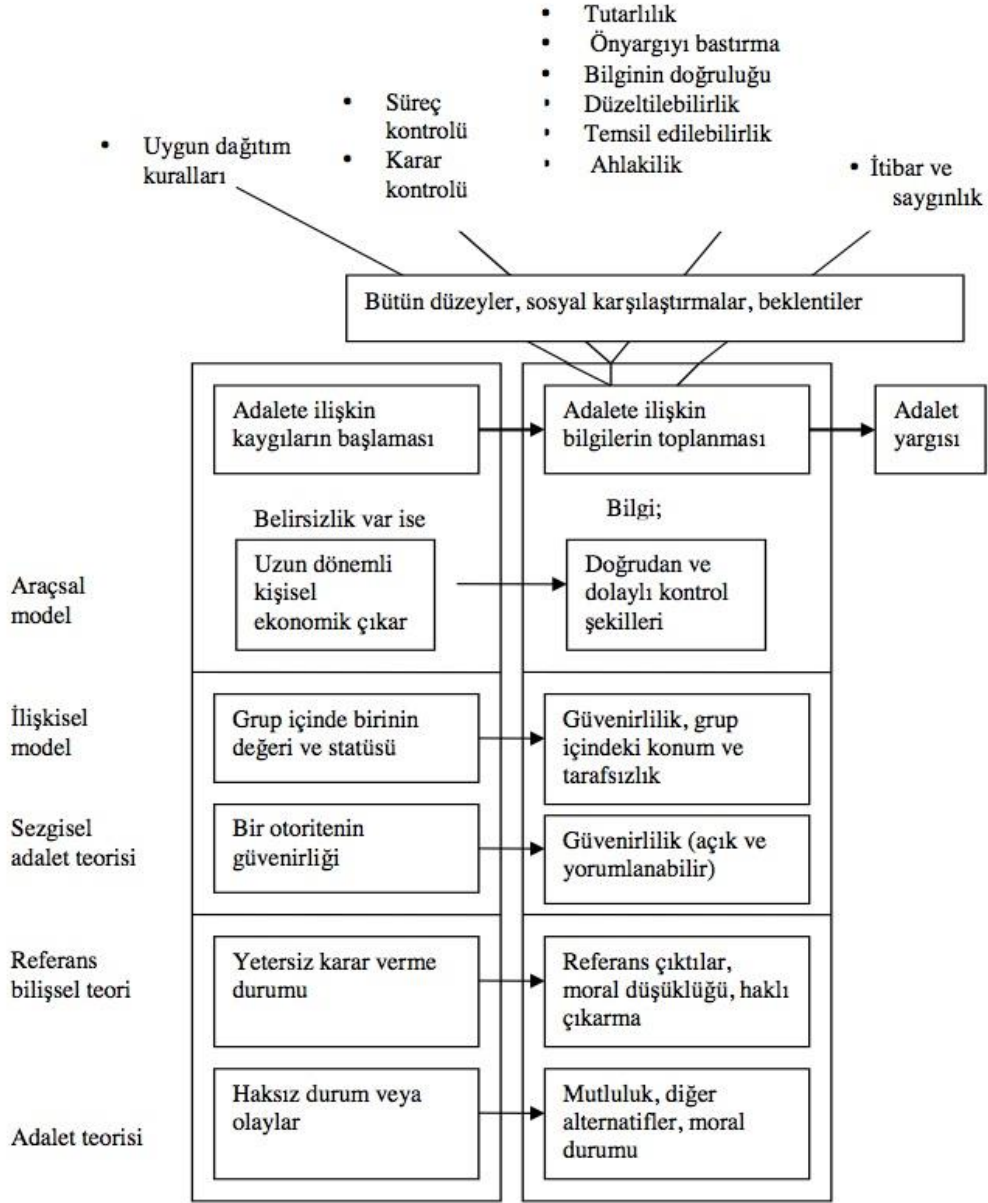 • Tutarlılık
• Önyargıyı bastırma
• Bilginin doğruluğu
• Düzeltilebilirlik
• Temsil edilebilirlik
• Ahlakilik
• Süreç
kontrolü
• Karar
kontrolü
• Uygun dağıtım
kuralları
• İtibar ve
saygınlık
Bütün düzeyler, sosyal karşılaştırmalar, beklentiler
Adalete ilişkin
kaygıların başlaması
Adalete ilişkin
bilgilerin toplanması
Adalet
yargısı
Belirsizlik var ise
Bilgi;
Araçsal
model
Uzun dönemli
kişisel
ekonomik çıkar
Doğrudan ve
dolaylı kontrol
şekilleri
İlişkisel
model
Grup içinde birinin
değeri ve statüsü
Güvenirlilik, grup
içindeki konum ve
tarafsızlık
Sezgisel
adalet teorisi
Bir otoritenin
güvenirliği
Güvenirlilik (açık ve
yorumlanabilir)
Referans
bilişsel teori
Yetersiz karar verme
durumu
Referans çıktılar,
moral düşüklüğü, haklı
çıkarma
Adalet teorisi
Haksız durum veya
olaylar
Mutluluk, diğer
alternatifler, moral
durumu